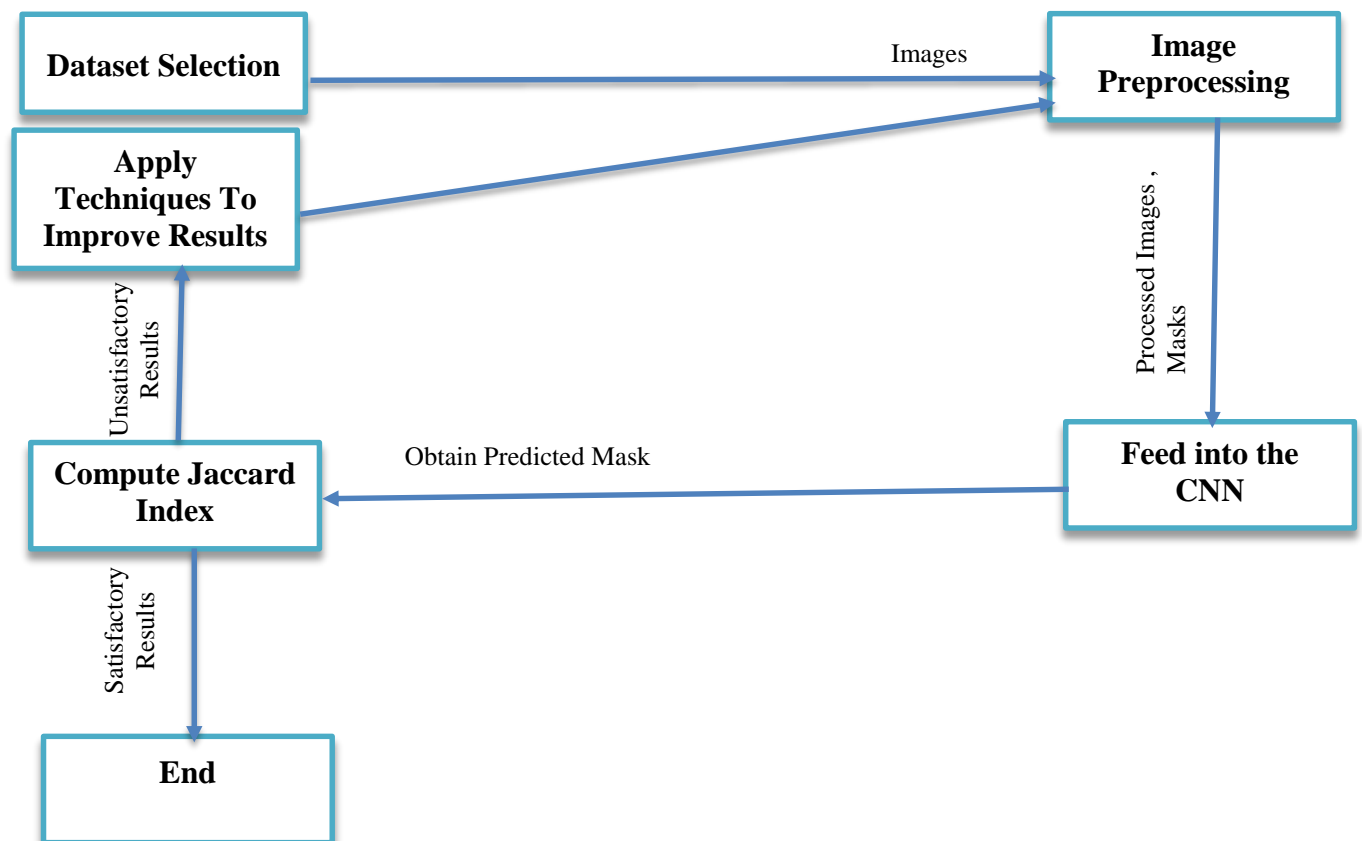 Dataset Selection
Images
Image
Preprocessing
Apply
Techniques To
Improve Results
Processed Images ,
Masks
Unsatisfactory
Results
Obtain Predicted Mask
Feed into the
CNN
Compute Jaccard
Index
Satisfactory
Results
End